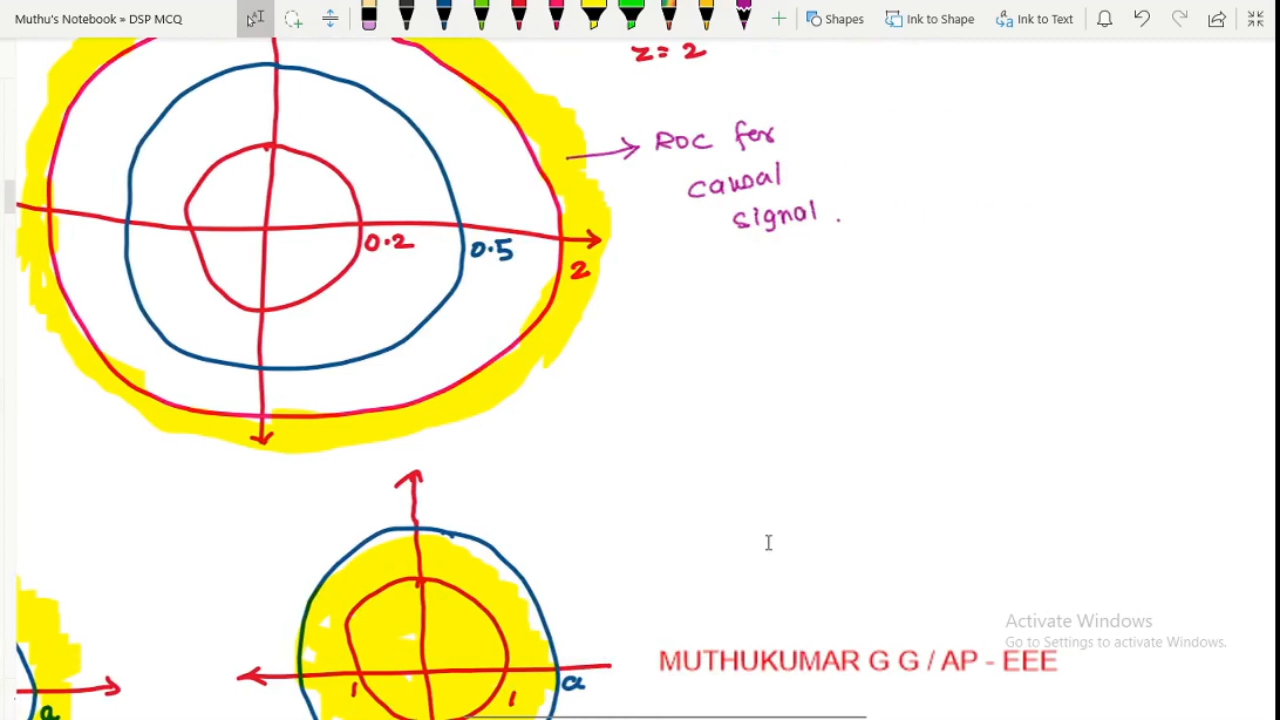 Muthu's Notebook » DSP MCQ
Shapes
Ink to Shape
Ink to Text
z = 2
ROC for
causal
signal .
0.2
0.5
2
Activate Windows
Go to Settings to activate Windows.
MUTHUKUMAR G G / AP - EEE
1
1
a
a